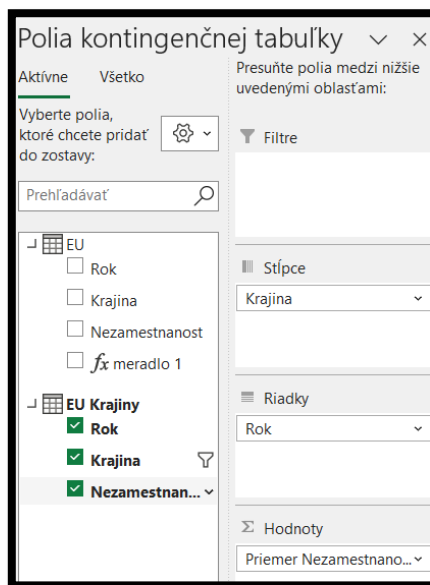 Polia kontingenčnej tabuľky
Aktívne
Všetko
Vyberte polia,
ktoré chcete pridať
do zostavy:
Prehľadávať
EU
Rok
Krajina
Nezamestnanost
fx meradlo 1
EU Krajiny
Rok
Krajina
Nezamestnan...
Presuňte polia medzi nižšie
uvedenými oblasťami:
Filtre
Stĺpce
Krajina
Riadky
Rok
Σ Hodnoty
Priemer Nezamestnano...